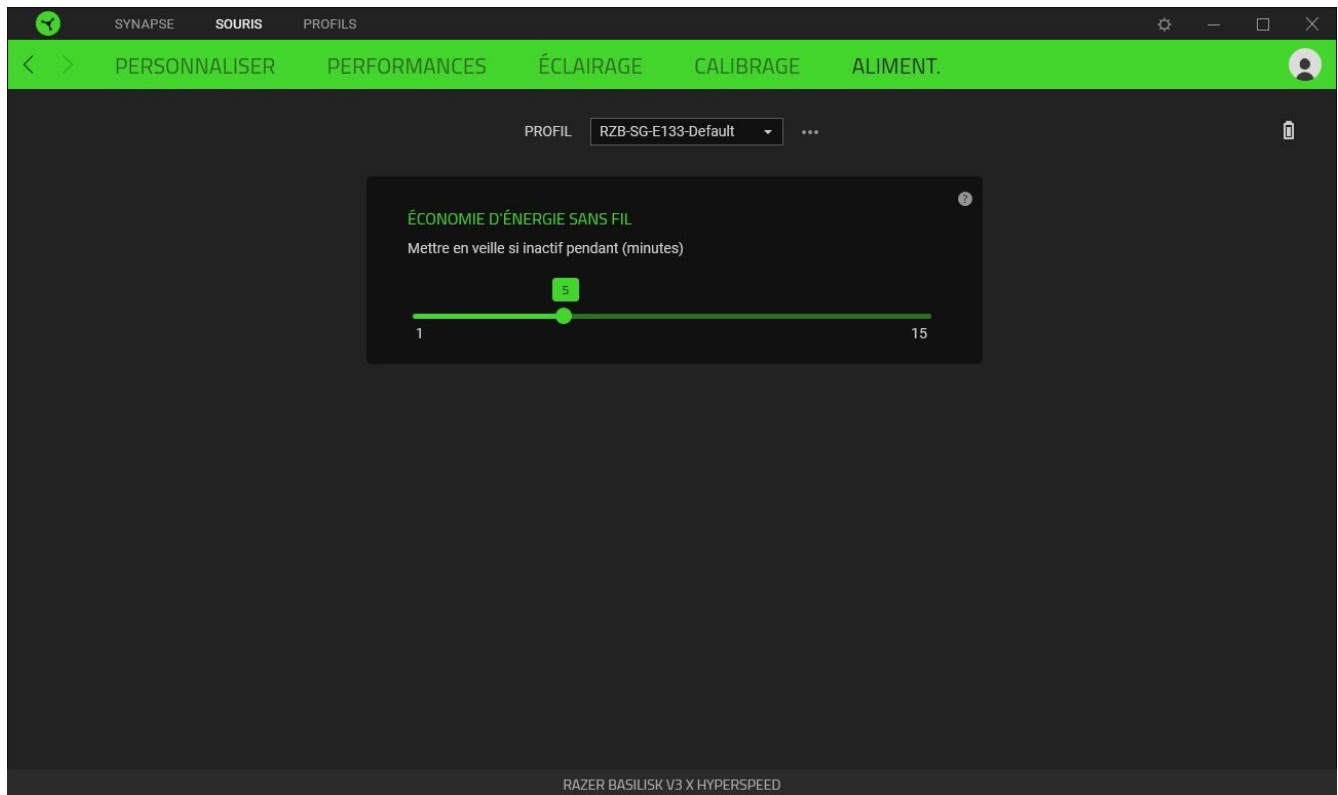 SYNAPSE SOURIS PROFILS
PERSONNALISER PERFORMANCES ÉCLAIRAGE CALIBRAGE ALIMENT.
PROFIL RZB-SG-E133-Default
ÉCONOMIE D'ÉNERGIE SANS FIL
Mettre en veille si inactif pendant (minutes)
5
1 15
RAZER BASILISK V3 X HYPERSPEED